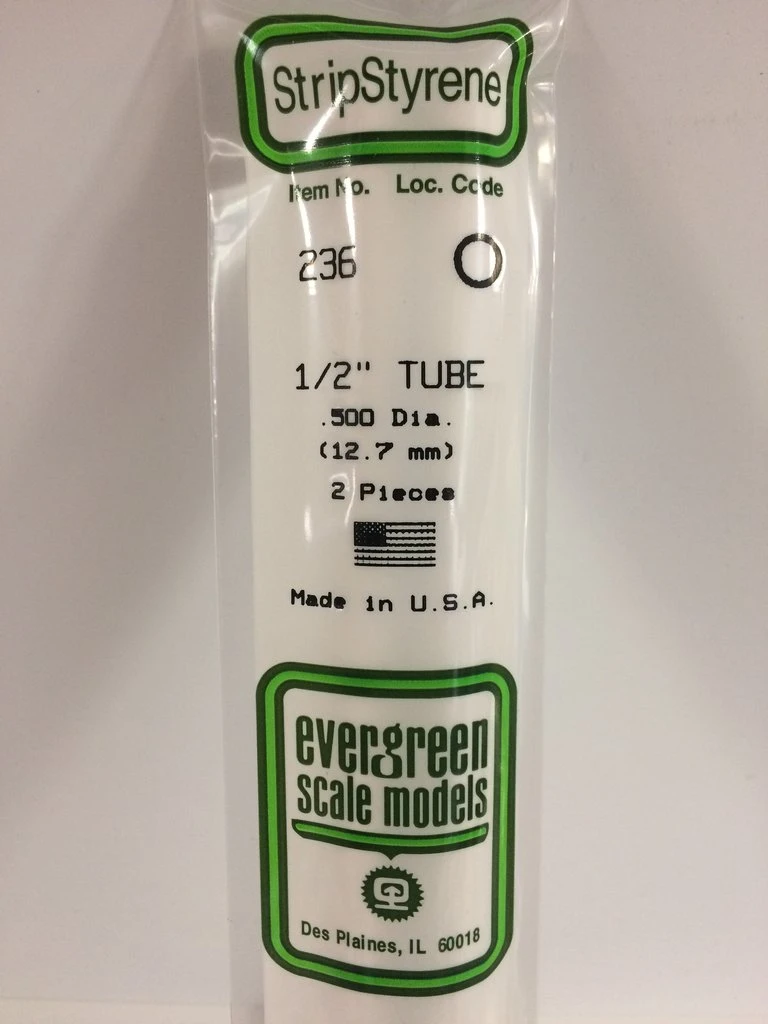 StripStyrene
Item No. Loc. Code
236
1/2" TUBE
.500 Dia.
(12.7 mm)
2 Pieces
Made in U.S.A.
evergreen
scale models
Des Plaines, IL 60018